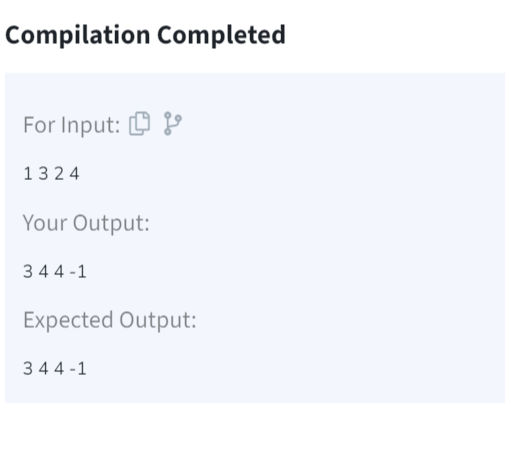 Compilation Completed
For Input:
1 3 2 4
Your Output:
3 4 4 -1
Expected Output:
3 4 4 -1